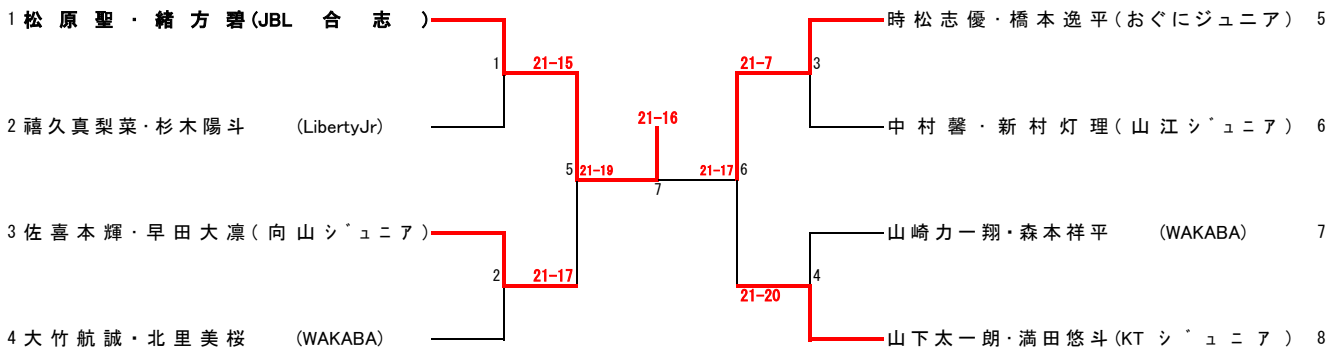 1 松原聖・緒方碧(JBL 合志)
時松志優・橋本逸平(おぐにジュニア) 5
1 21-15
21-7 3
2 禧久真梨菜・杉木陽斗 (LibertyJr)
21-16
中村馨・新村灯理(山江ジュニア) 6
5 21-19
7
21-17 6
3 佐喜本輝・早田大凛(向山ジュニア)
山崎力一翔・森本祥平 (WAKABA) 7
2 21-17
21-20 4
4 大竹航誠・北里美桜 (WAKABA)
山下太一朗・満田悠斗(KT ジュニア) 8